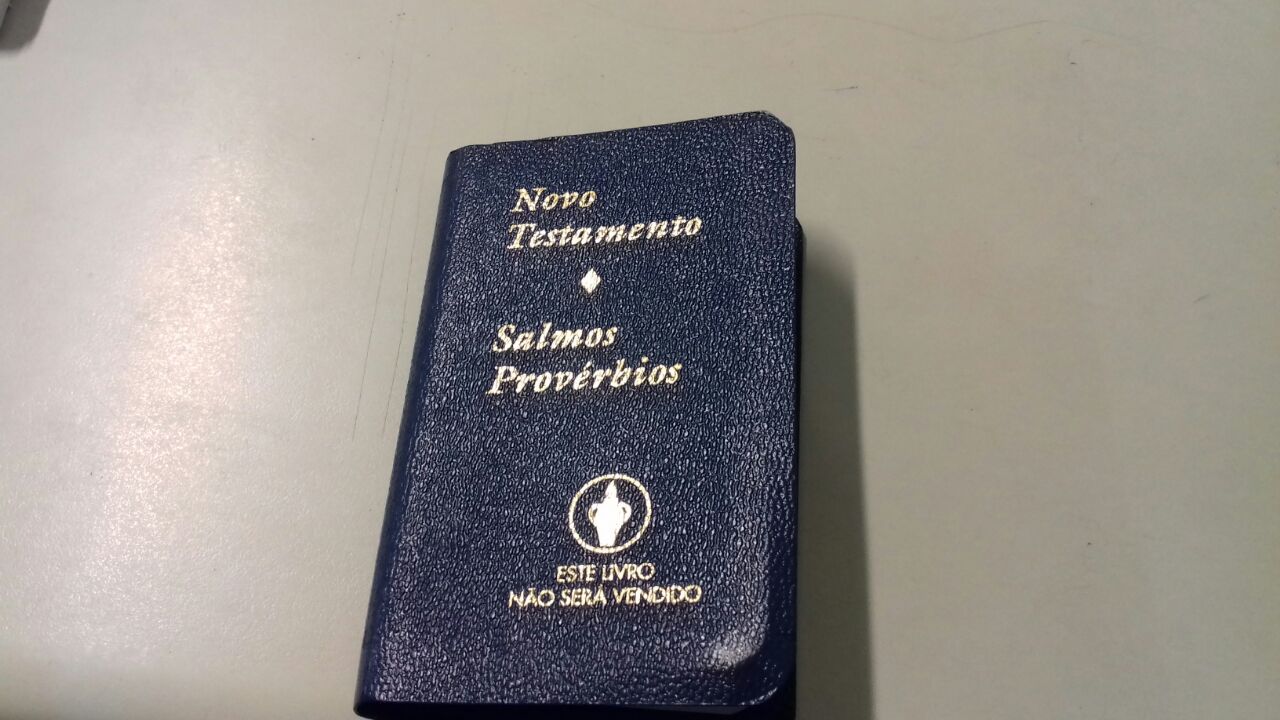 Novo
Testamento
Salmos
Provérbios
ESTE LIVRO
NÃO SERÁ VENDIDO